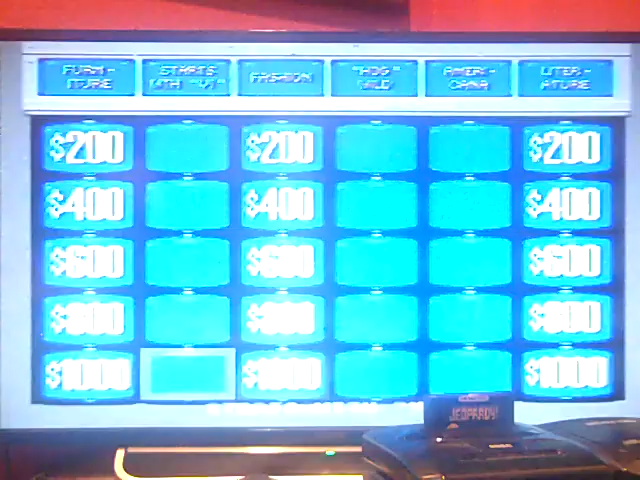 FURN- STARTS FASHION "HOG" AMERI- LITER-
ITURE WITH WILD CANA ATURE
$200 $200 $200
$400 $400 $400
$600 $600 $600
$800 $800 $800
$1000 $1000 $1000
JEOPARDY!